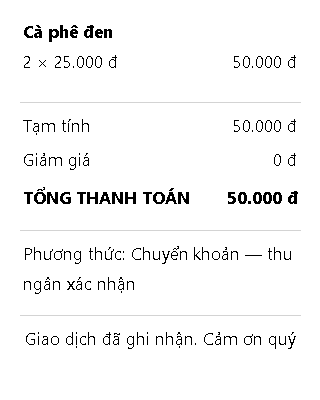 Cà phê đen
2 × 25.000 đ 50.000 đ
Tạm tính 50.000 đ
Giảm giá 0 đ
TỔNG THANH TOÁN 50.000 đ
Phương thức: Chuyển khoản — thu
ngân xác nhận
Giao dịch đã ghi nhận. Cảm ơn quý